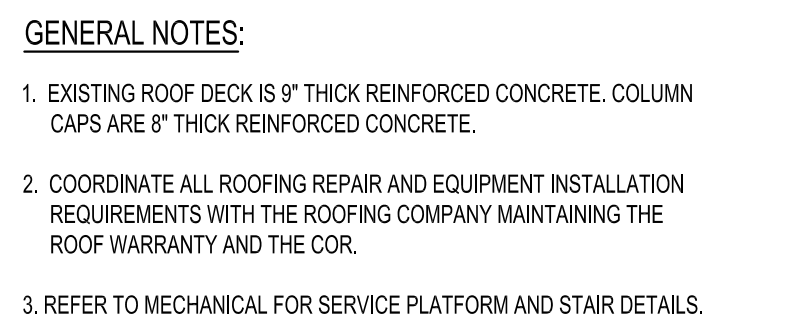 GENERAL NOTES:
1. EXISTING ROOF DECK IS 9" THICK REINFORCED CONCRETE. COLUMN
CAPS ARE 8" THICK REINFORCED CONCRETE.
2. COORDINATE ALL ROOFING REPAIR AND EQUIPMENT INSTALLATION
REQUIREMENTS WITH THE ROOFING COMPANY MAINTAINING THE
ROOF WARRANTY AND THE COR.
3. REFER TO MECHANICAL FOR SERVICE PLATFORM AND STAIR DETAILS.